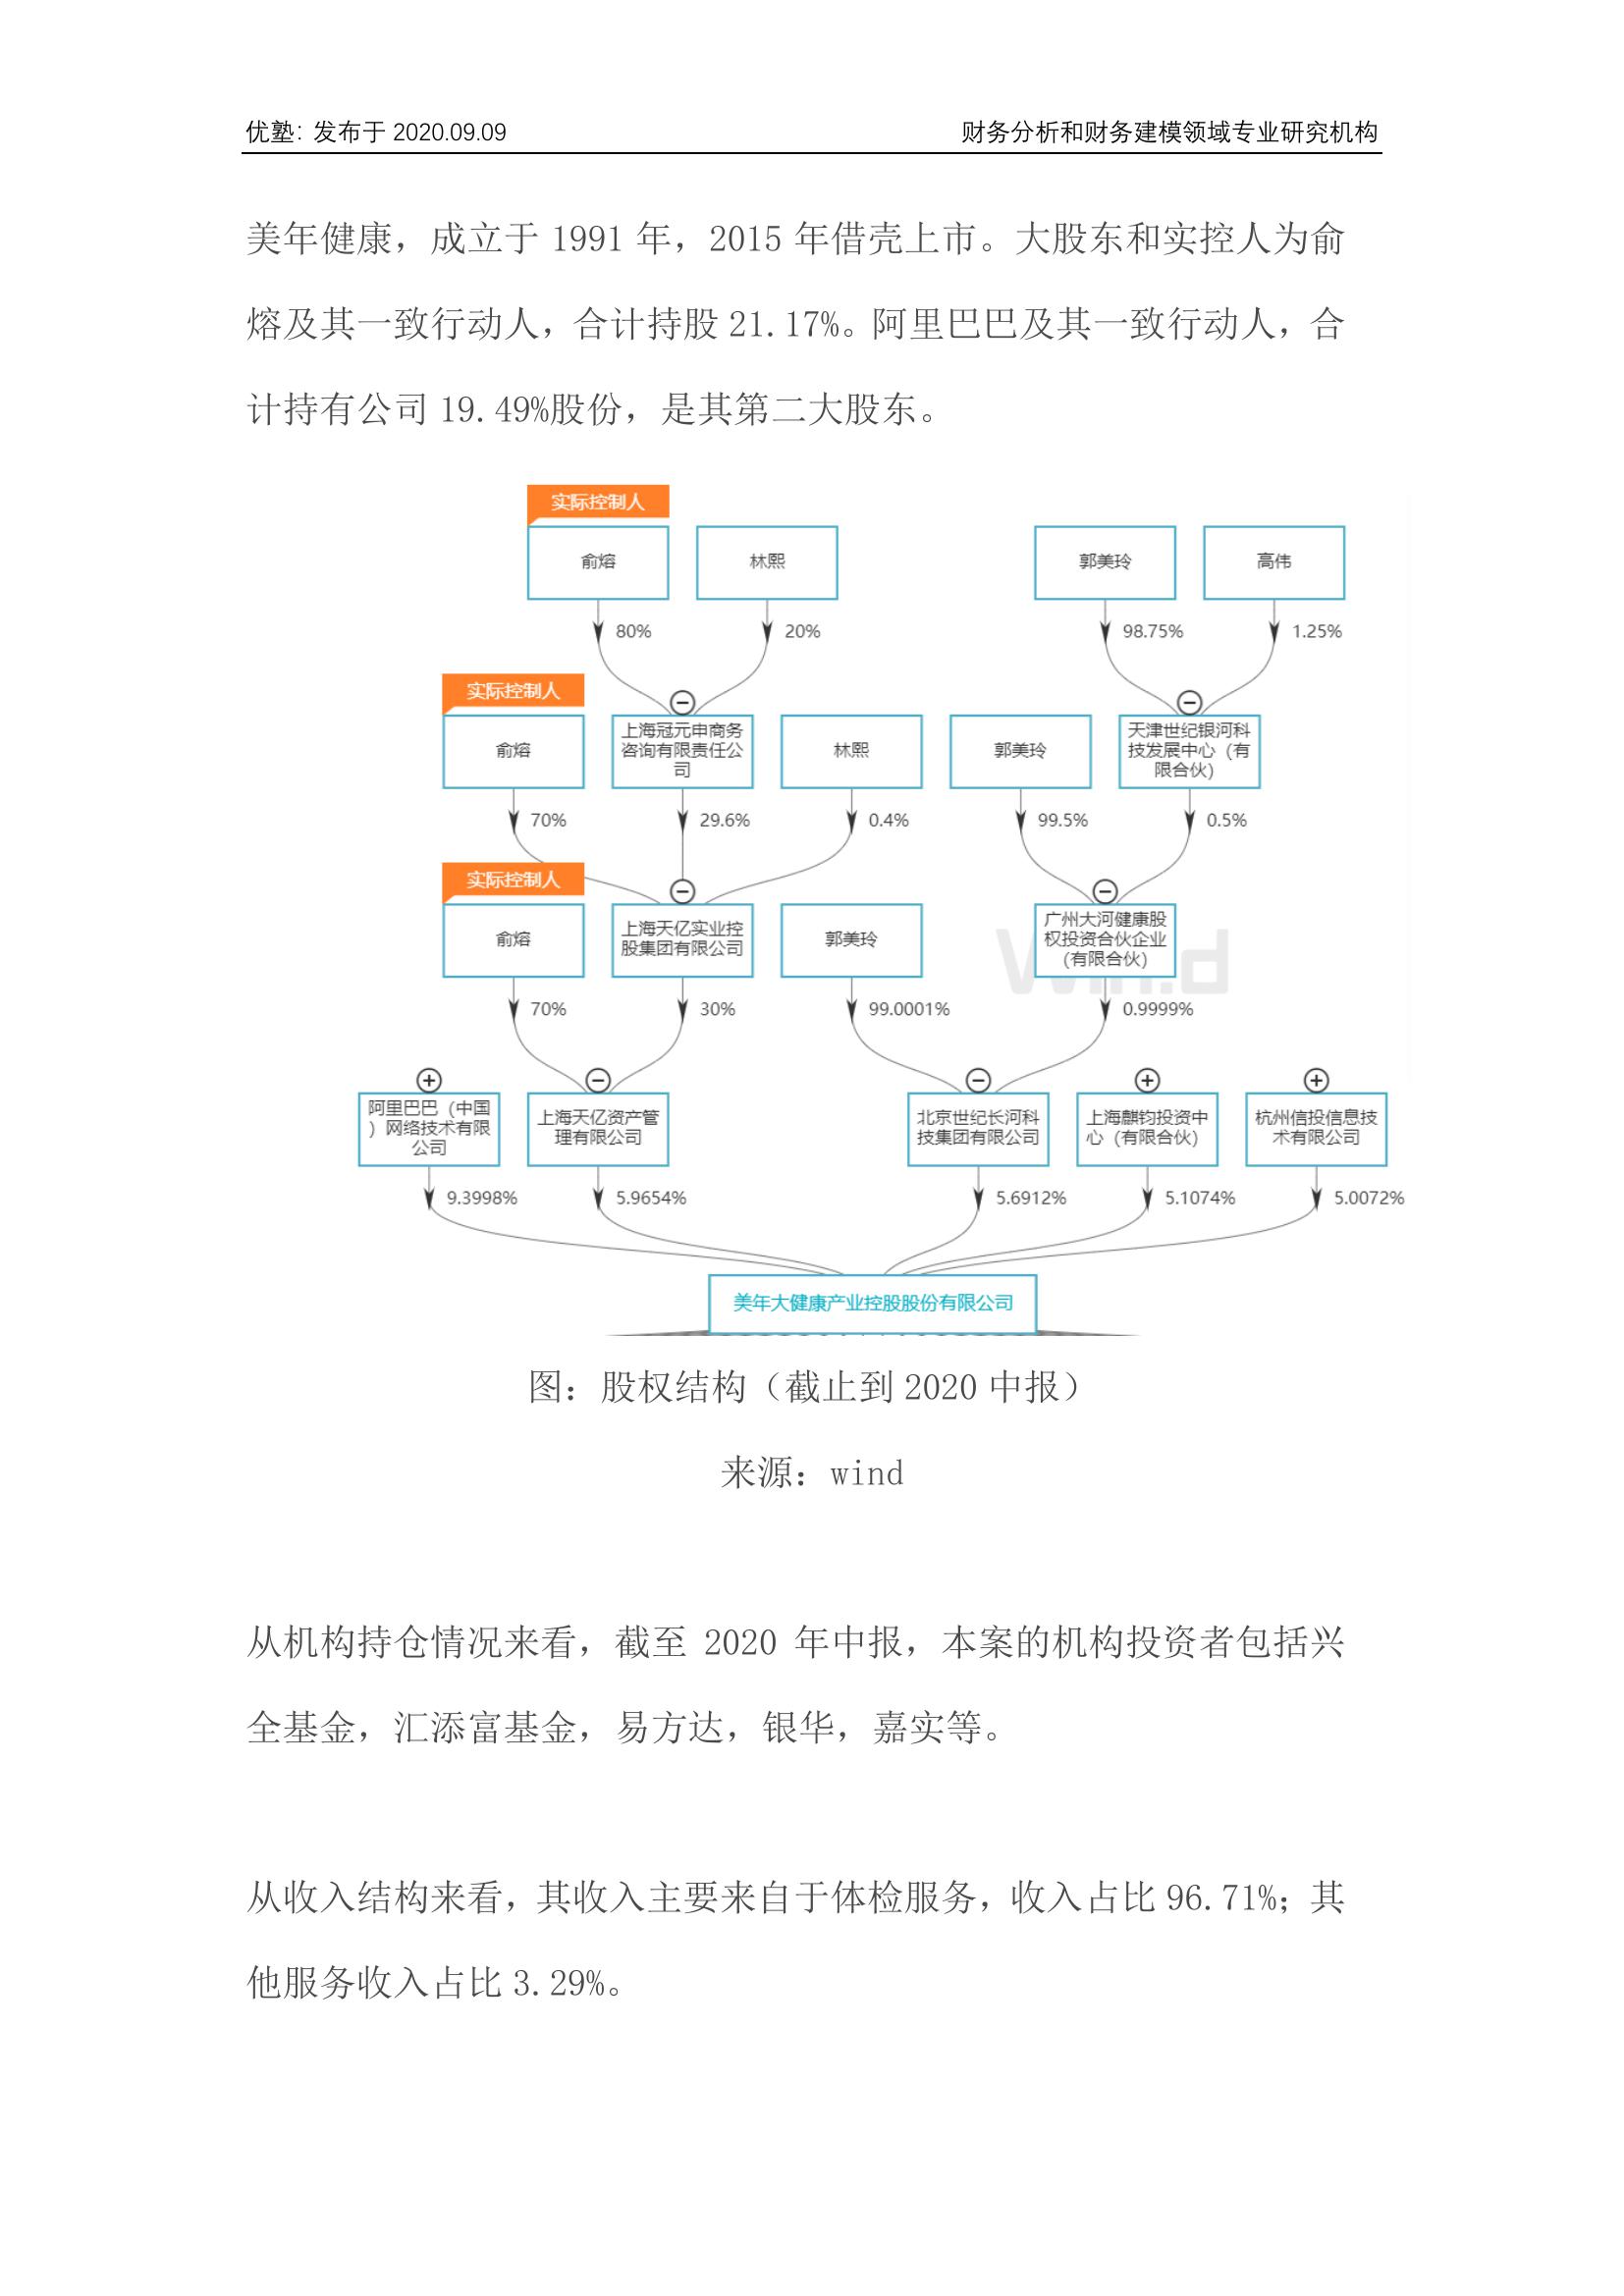 优塾：发布于 2020.09.09
财务分析和财务建模领域专业研究机构
美年健康，成立于 1991 年，2015 年借壳上市。大股东和实控人为俞
熔及其一致行动人，合计持股 21.17%。阿里巴巴及其一致行动人，合
计持有公司 19.49%股份，是其第二大股东。
实际控制人
俞熔
林熙
郭美玲
高伟
80%
20%
98.75%
1.25%
实际控制人
俞熔
上海冠元申商务
咨询有限责任公
司
林熙
郭美玲
天津世纪银河科
技发展中心（有
限合伙）
70%
29.6%
0.4%
99.5%
0.5%
实际控制人
俞熔
上海天亿实业控
股集团有限公司
郭美玲
广州大河健康股
权投资合伙企业
（有限合伙）
Win.d
70%
30%
99.0001%
0.9999%
阿里巴巴（中国
）网络技术有限
公司
上海天亿资产管
理有限公司
北京世纪长河科
技集团有限公司
上海麒钧投资中
心（有限合伙）
杭州信投信息技
术有限公司
9.3998%
5.9654%
5.6912%
5.1074%
5.0072%
美年大健康产业控股股份有限公司
图：股权结构（截止到 2020 中报）
来源：wind
从机构持仓情况来看，截至 2020 年中报，本案的机构投资者包括兴
全基金，汇添富基金，易方达，银华，嘉实等。
从收入结构来看，其收入主要来自于体检服务，收入占比 96.71%；其
他服务收入占比 3.29%。